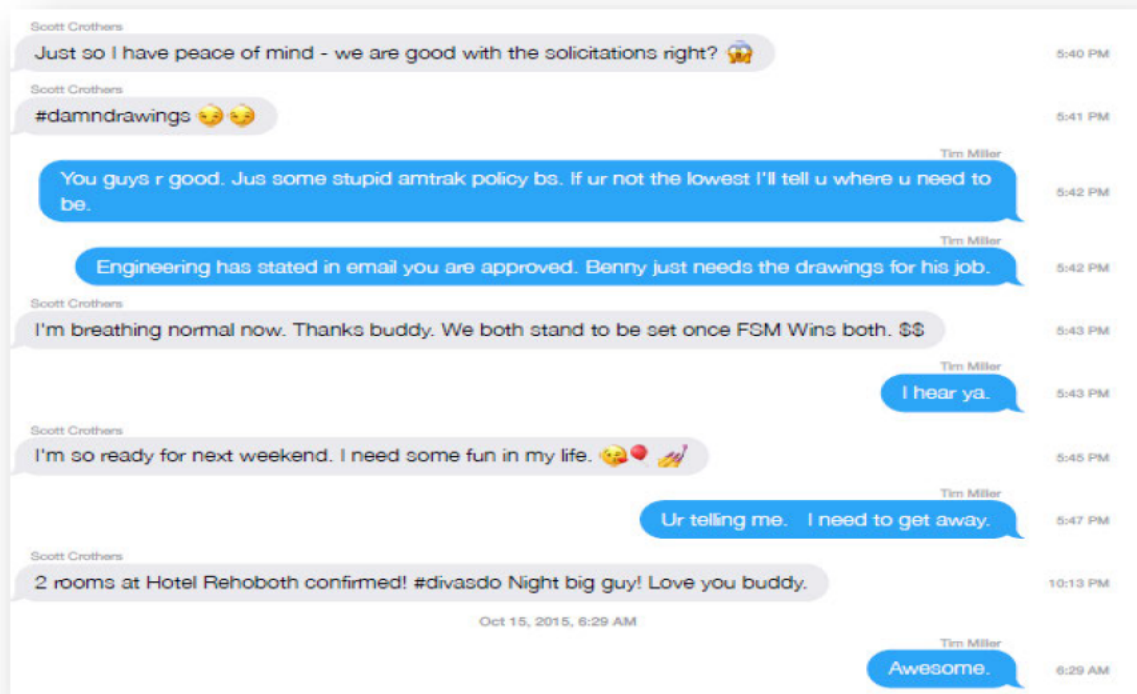 Scott Crothers
Just so I have peace of mind - we are good with the solicitations right? 😱
5:40 PM
Scott Crothers
#damndrawings 😏😏
5:41 PM
Tim Miller
You guys r good. Jus some stupid amtrak policy bs. If ur not the lowest I'll tell u where u need to
be.
5:42 PM
Tim Miller
Engineering has stated in email you are approved. Benny just needs the drawings for his job.
5:42 PM
Scott Crothers
I'm breathing normal now. Thanks buddy. We both stand to be set once FSM Wins both. $$
5:43 PM
Tim Miller
I hear ya.
5:43 PM
Scott Crothers
I'm so ready for next weekend. I need some fun in my life. 😘🎈💅
5:45 PM
Tim Miller
Ur telling me. I need to get away.
5:47 PM
Scott Crothers
2 rooms at Hotel Rehoboth confirmed! #divasdo Night big guy! Love you buddy.
10:13 PM
Oct 15, 2015, 6:29 AM
Tim Miller
Awesome.
6:29 AM